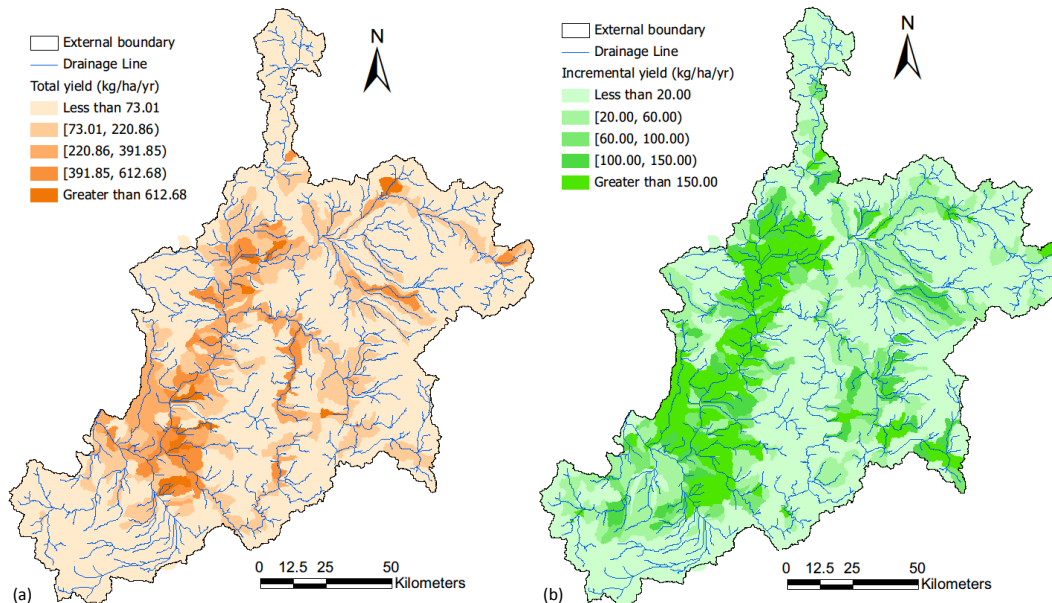 External boundary
Drainage Line
Total yield (kg/ha/yr)
Less than 73.01
[73.01, 220.86)
[220.86, 391.85)
[391.85, 612.68)
Greater than 612.68
N
0 12.5 25 50
Kilometers
(a)
External boundary
Drainage Line
Incremental yield (kg/ha/yr)
Less than 20.00
[20.00, 60.00)
[60.00, 100.00)
[100.00, 150.00)
Greater than 150.00
N
0 12.5 25 50
Kilometers
(b)